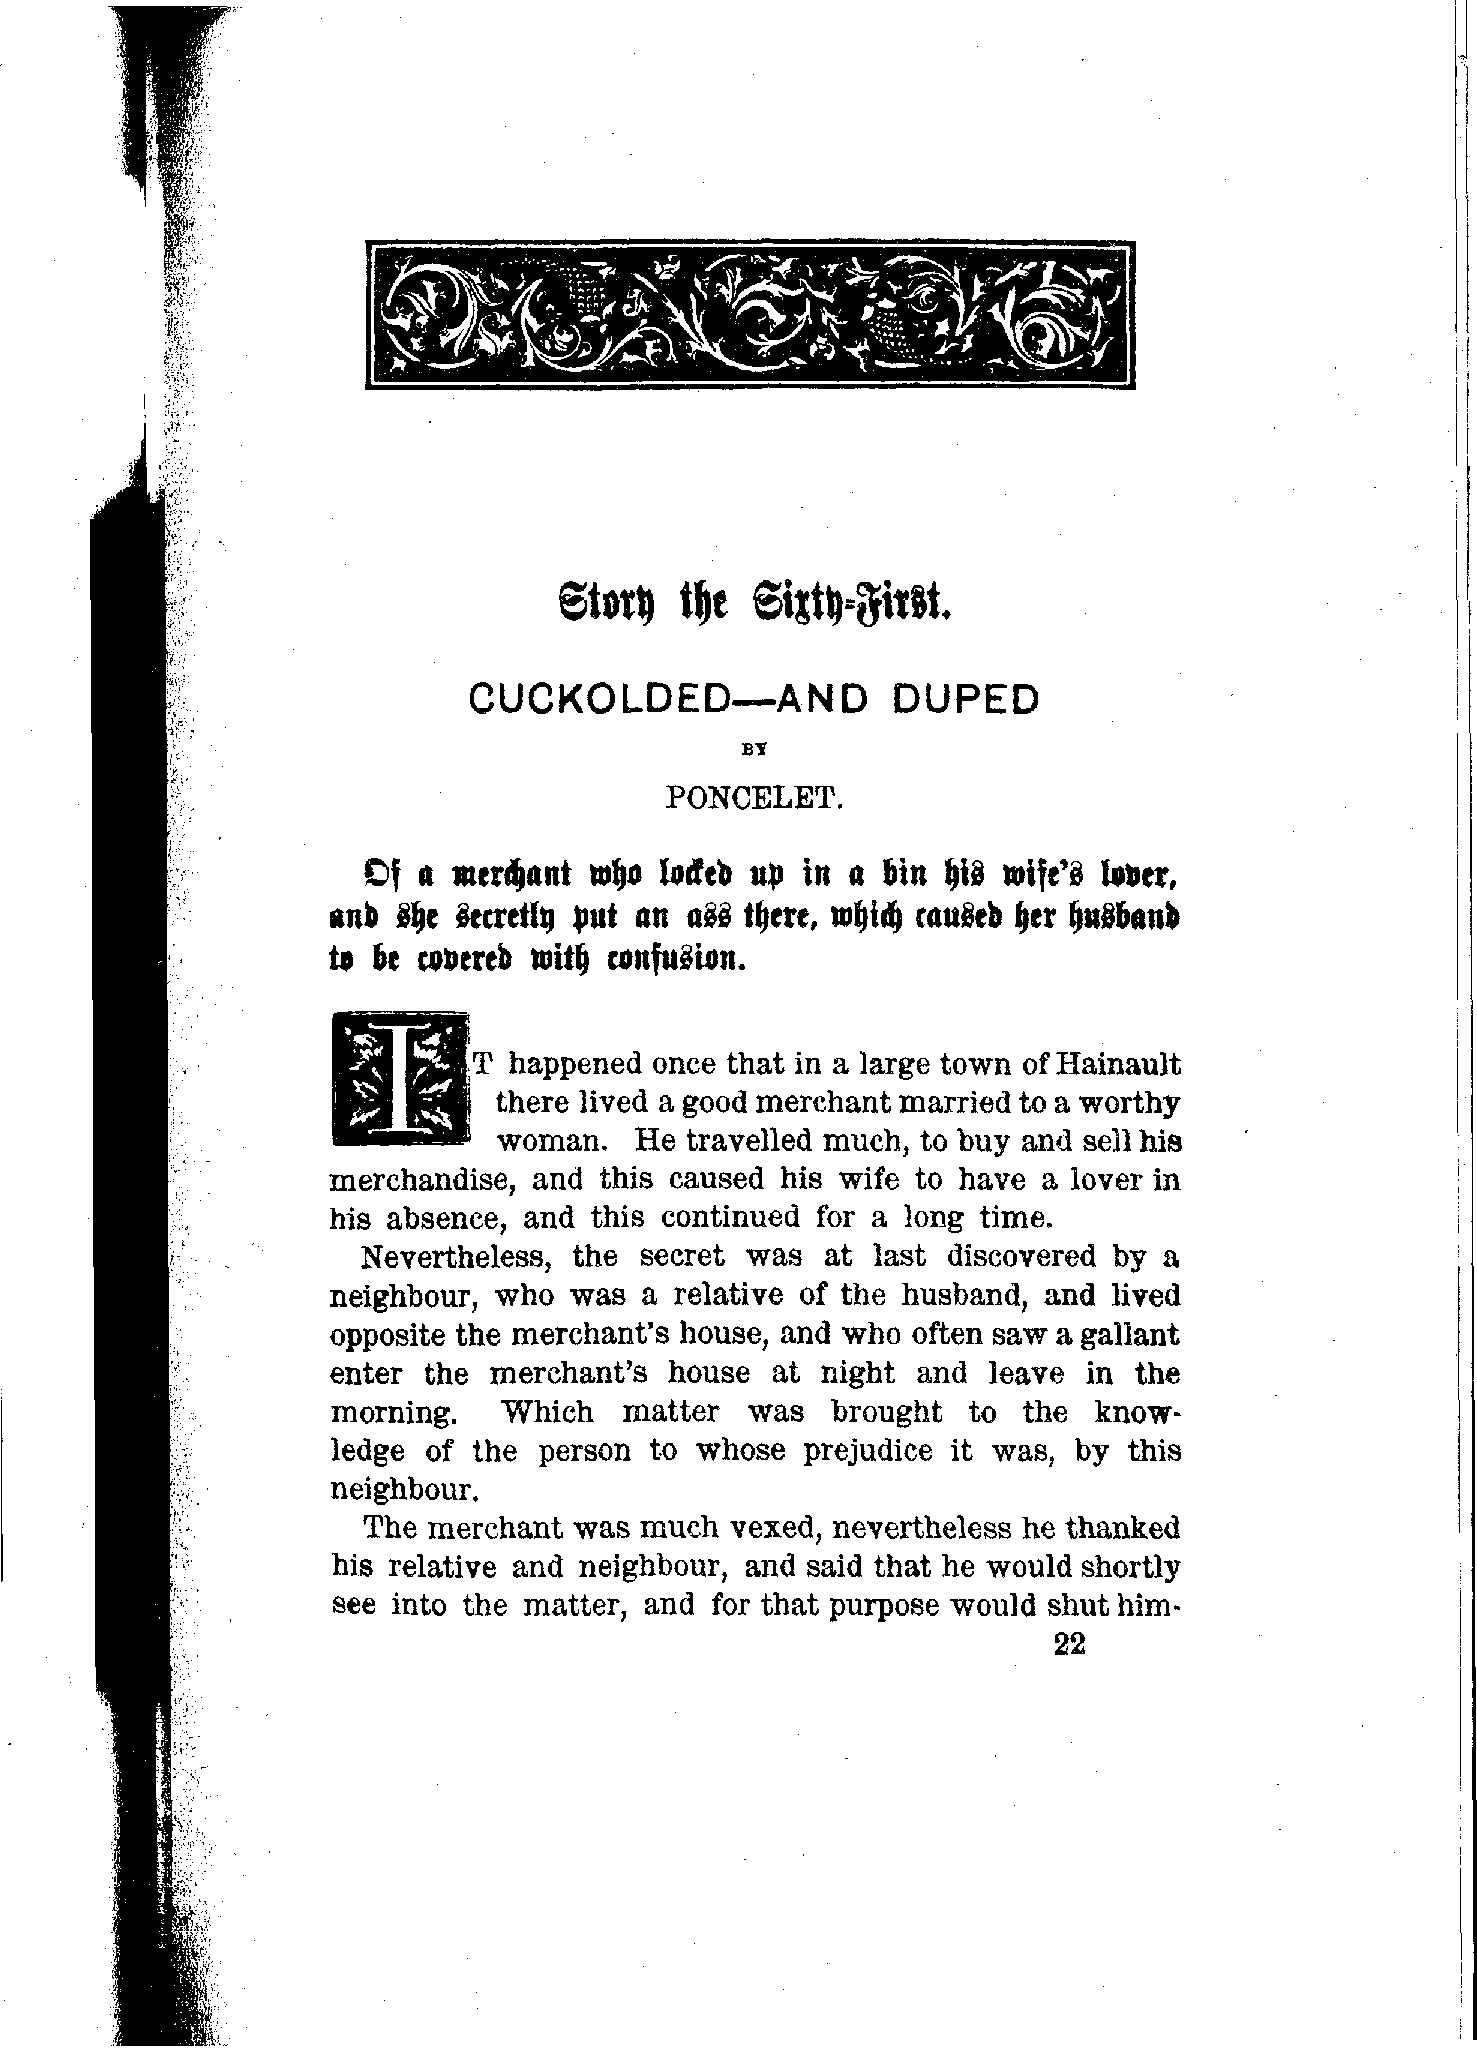 Story the Sixty-First.
CUCKOLDED—AND DUPED
BY
PONCELET.
Of a merchant who locked up in a bin his wife's lover,
and she secretly put an ass there, which caused her husband
to be covered with confusion.
IT happened once that in a large town of Hainault
there lived a good merchant married to a worthy
woman. He travelled much, to buy and sell his
merchandise, and this caused his wife to have a lover in
his absence, and this continued for a long time.
Nevertheless, the secret was at last discovered by a
neighbour, who was a relative of the husband, and lived
opposite the merchant's house, and who often saw a gallant
enter the merchant's house at night and leave in the
morning. Which matter was brought to the know-
ledge of the person to whose prejudice it was, by this
neighbour.
The merchant was much vexed, nevertheless he thanked
his relative and neighbour, and said that he would shortly
see into the matter, and for that purpose would shut him-
22